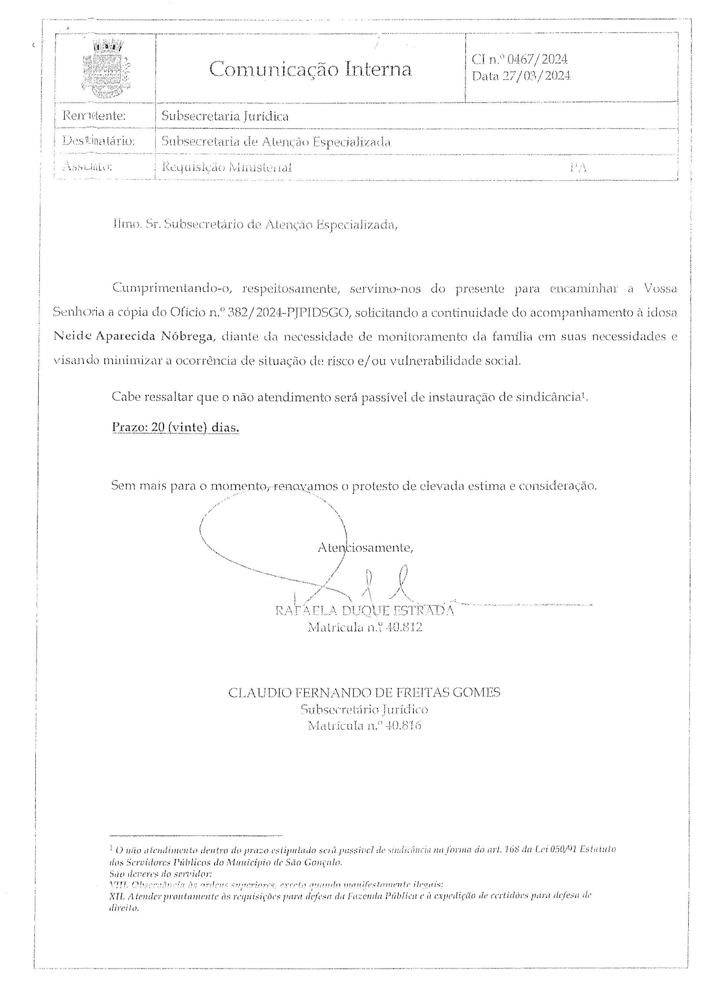 Comunicação Interna
CI n.º 0467/2024
Data 27/03/2024
Remetente:
Subsecretaria Jurídica
Destinatário:
Subsecretaria de Atenção Especializada
Assunto:
Requisição Ministerial PA
Ilmo. Sr. Subsecretário de Atenção Especializada,
Cumprimentando-o, respeitosamente, servimo-nos do presente para encaminhar a Vossa
Senhoria a cópia do Ofício n.º 382/2024-PJPIDSGO, solicitando a continuidade do acompanhamento à idosa
Neide Aparecida Nóbrega, diante da necessidade de monitoramento da família em suas necessidades e
visando minimizar a ocorrência de situação de risco e/ou vulnerabilidade social.
Cabe ressaltar que o não atendimento será passível de instauração de sindicância¹.
Prazo: 20 (vinte) dias.
Sem mais para o momento, renovamos o protesto de elevada estima e consideração.
Atenciosamente,
RAFAELA DUQUE ESTRADA
Matrícula n.º 40.812
CLAUDIO FERNANDO DE FREITAS GOMES
Subsecretário Jurídico
Matrícula n.º 40.816
¹ O não atendimento dentro do prazo estipulado será passível de sindicância na forma do art. 168 da Lei 050/91 Estatuto
dos Servidores Públicos do Município de São Gonçalo.
São deveres do servidor:
VIII. Observância às ordens superiores, exceto quando manifestamente ilegais;
XII. Atender prontamente às requisições para defesa da Fazenda Pública e à expedição de certidões para defesa de
direito.